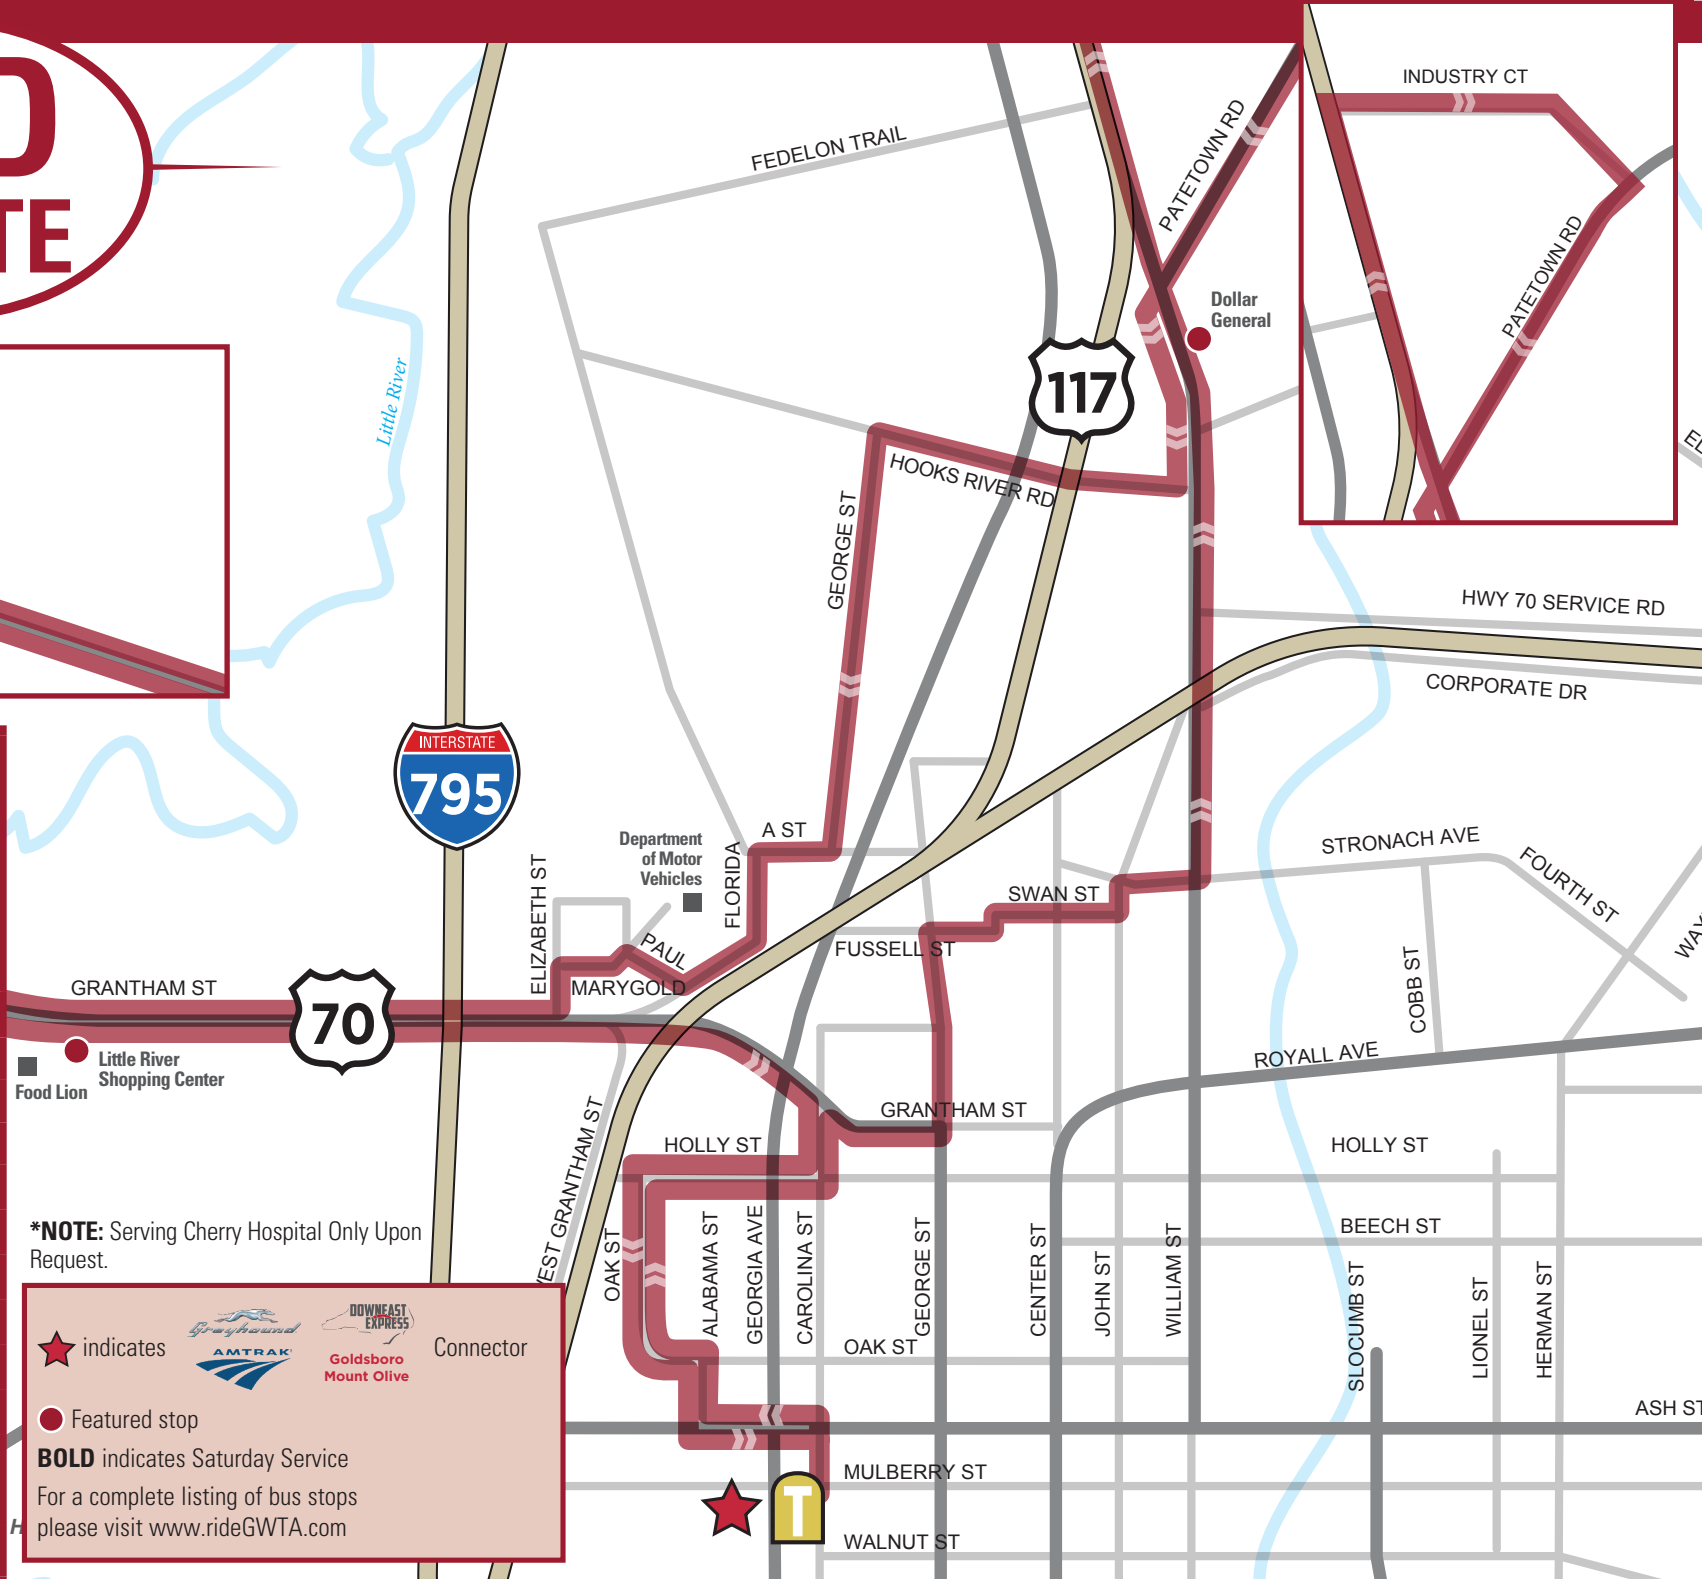 INDUSTRY CT
PATETOWN RD
FEDELON TRAIL
PATETOWN RD
Dollar
General
117
Little River
HOOKS RIVER RD
GEORGE ST
HWY 70 SERVICE RD
CORPORATE DR
INTERSTATE
795
A ST
Department
of Motor
Vehicles
FLORIDA
ELIZABETH ST
PAUL
MARYGOLD
SWAN ST
FUSSELL ST
STRONACH AVE
FOURTH ST
COBB ST
GRANTHAM ST
70
Little River
Shopping Center
Food Lion
ROYALL AVE
GRANTHAM ST
HOLLY ST
HOLLY ST
BEECH ST
WEST GRANTHAM ST
OAK ST
ALABAMA ST
GEORGIA AVE
CAROLINA ST
GEORGE ST
CENTER ST
JOHN ST
WILLIAM ST
SLOCUMB ST
LIONEL ST
HERMAN ST
OAK ST
ASH ST
MULBERRY ST
WALNUT ST
T
*NOTE: Serving Cherry Hospital Only Upon
Request.
indicates
Greyhound
AMTRAK
DOWNEAST
EXPRESS
Goldsboro
Mount Olive
Connector
Featured stop
BOLD indicates Saturday Service
For a complete listing of bus stops
please visit www.rideGWTA.com